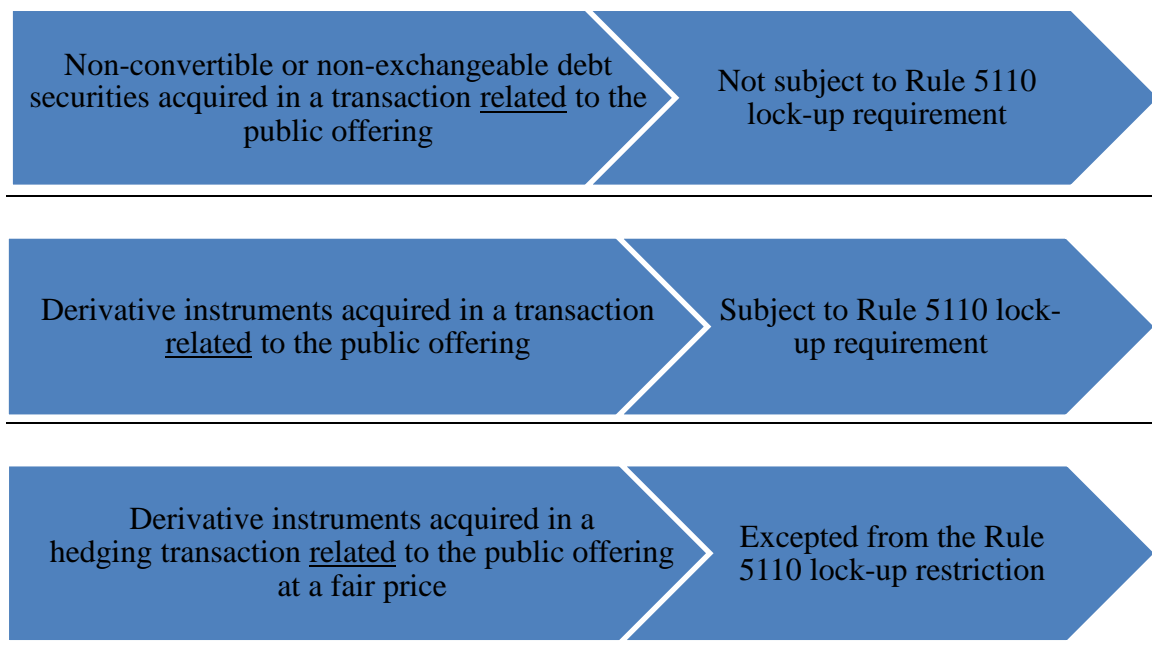 Non-convertible or non-exchangeable debt
securities acquired in a transaction related to the
public offering
Not subject to Rule 5110
lock-up requirement
Derivative instruments acquired in a transaction
related to the public offering
Subject to Rule 5110 lock-
up requirement
Derivative instruments acquired in a
hedging transaction related to the public offering
at a fair price
Excepted from the Rule
5110 lock-up restriction